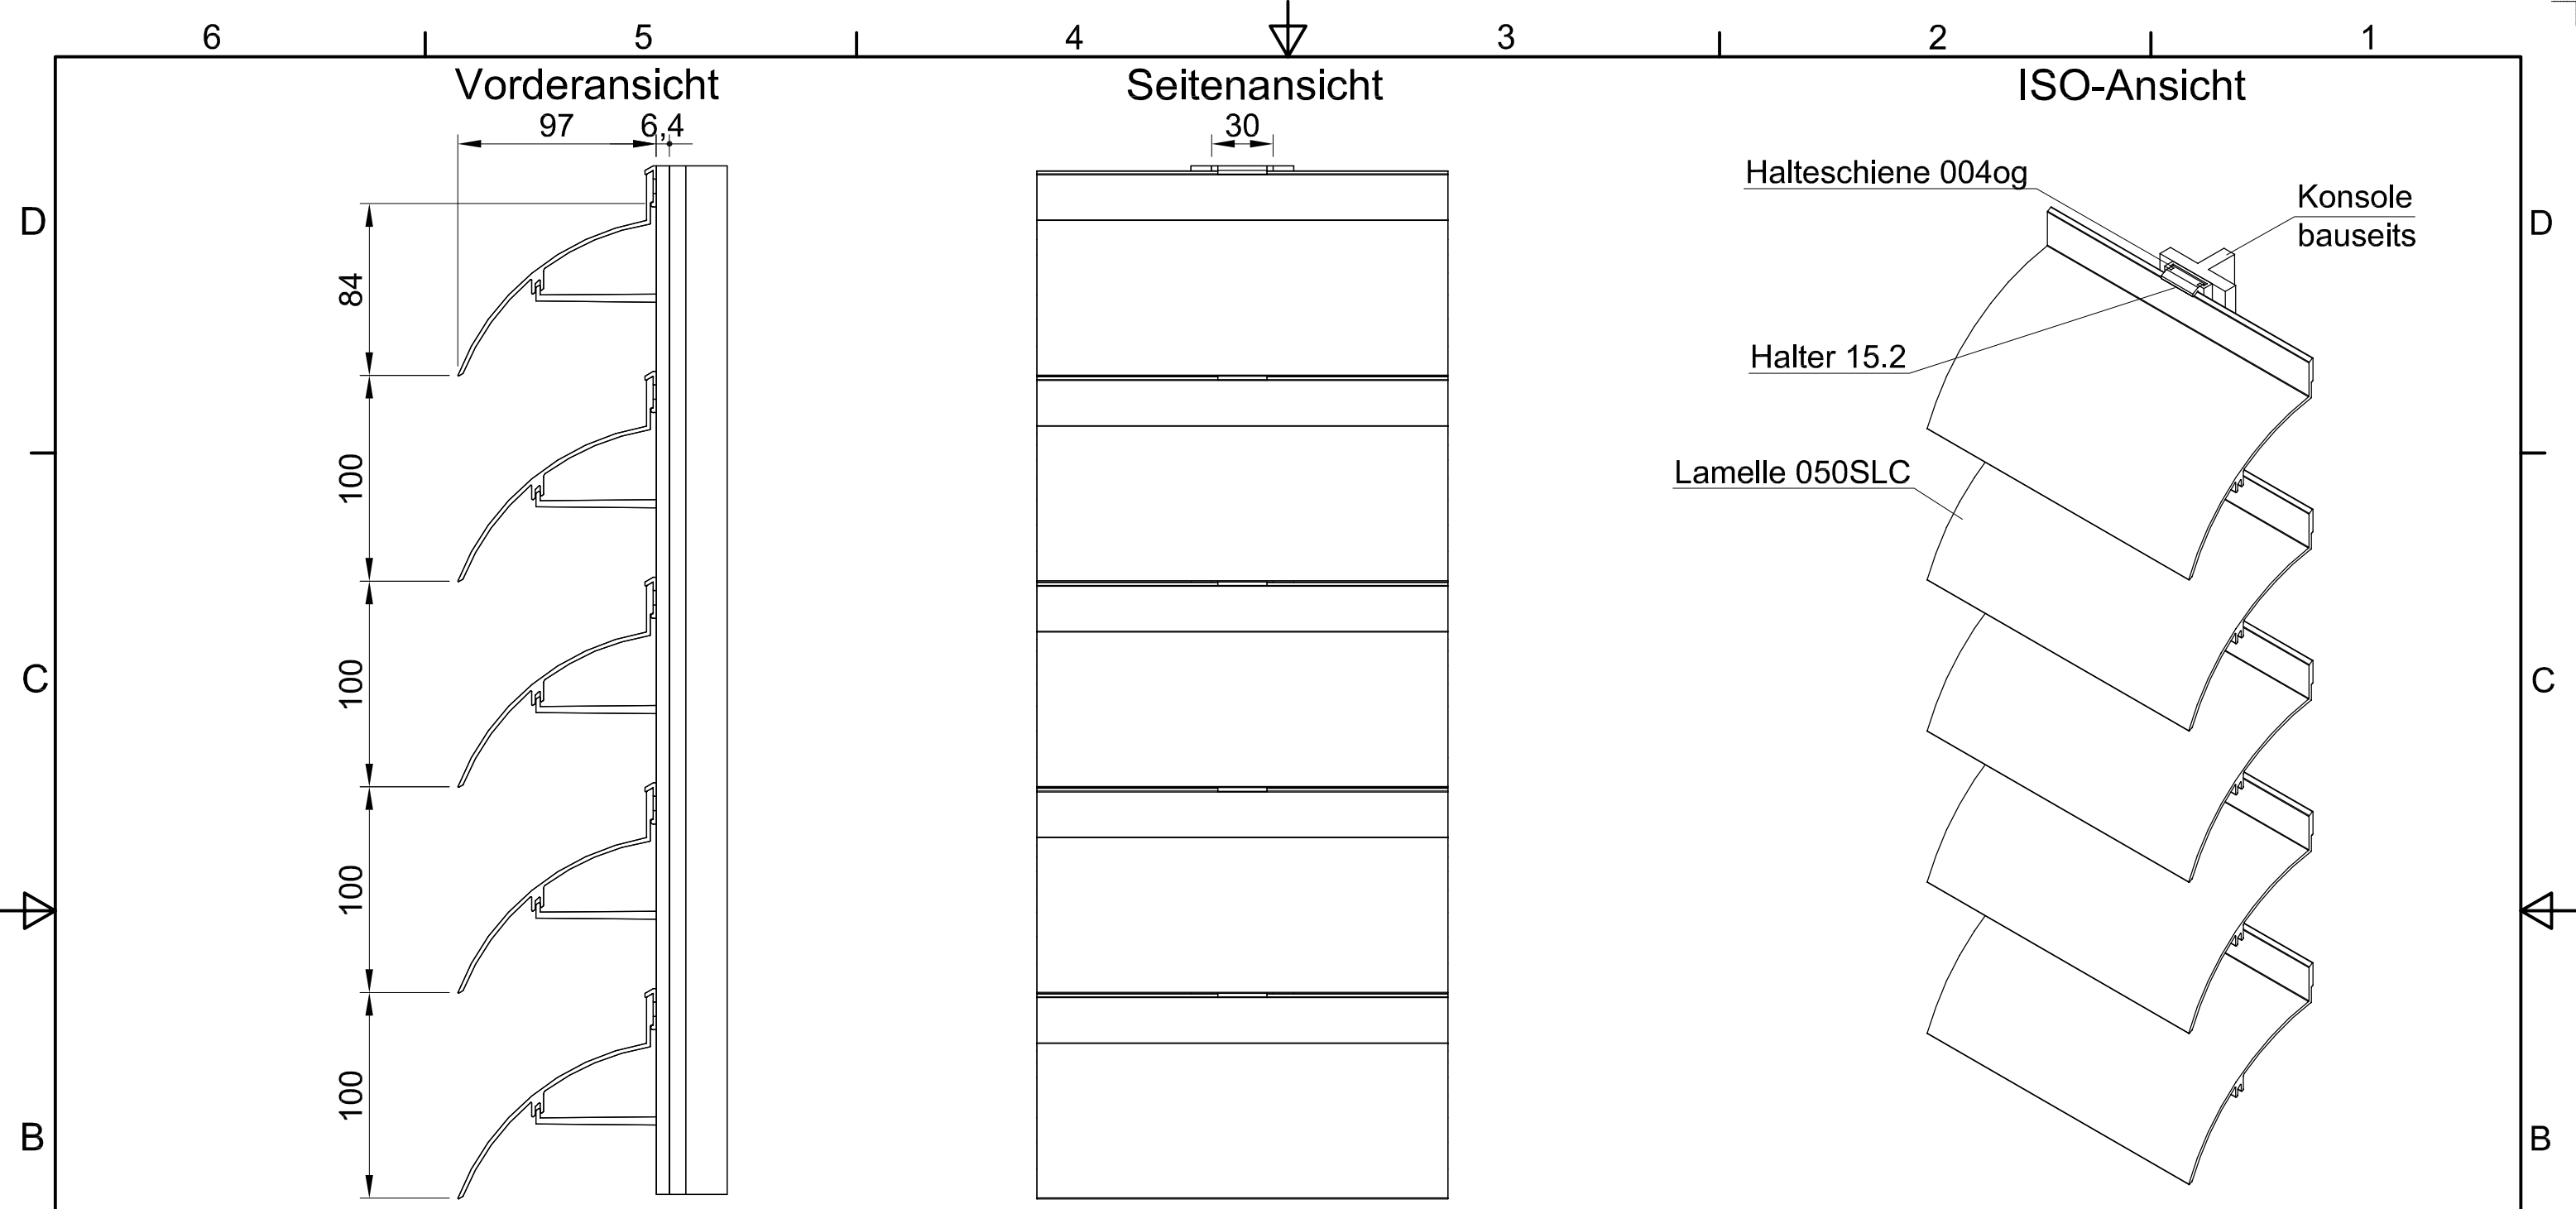 6 5 4 3 2 1
Vorderansicht Seitenansicht ISO-Ansicht
97 6,4 30
Halteschiene 004og
Konsole
bauseits
D D
84
Halter 15.2
100
Lamelle 050SLC
C 100 C
100
100
B B